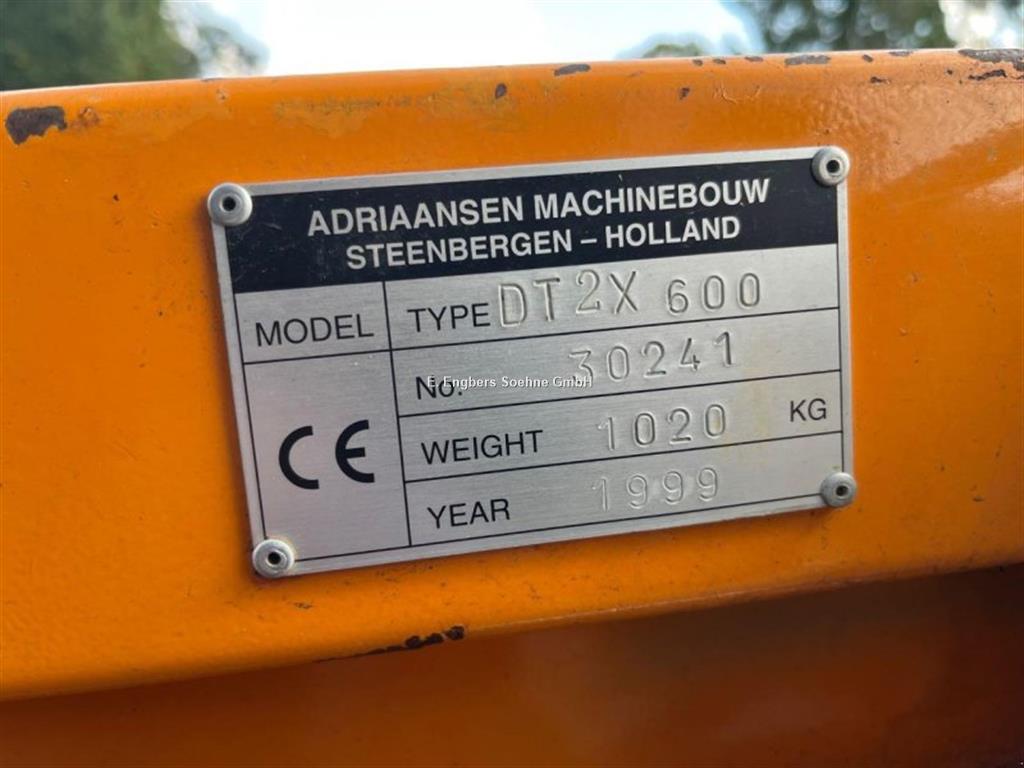 ADRIAANSEN MACHINEBOUW
STEENBERGEN – HOLLAND
MODEL TYPE DT2X 600
No. 30241
E. Engbers Soehne GmbH
CE
WEIGHT 1020 KG
YEAR 1999